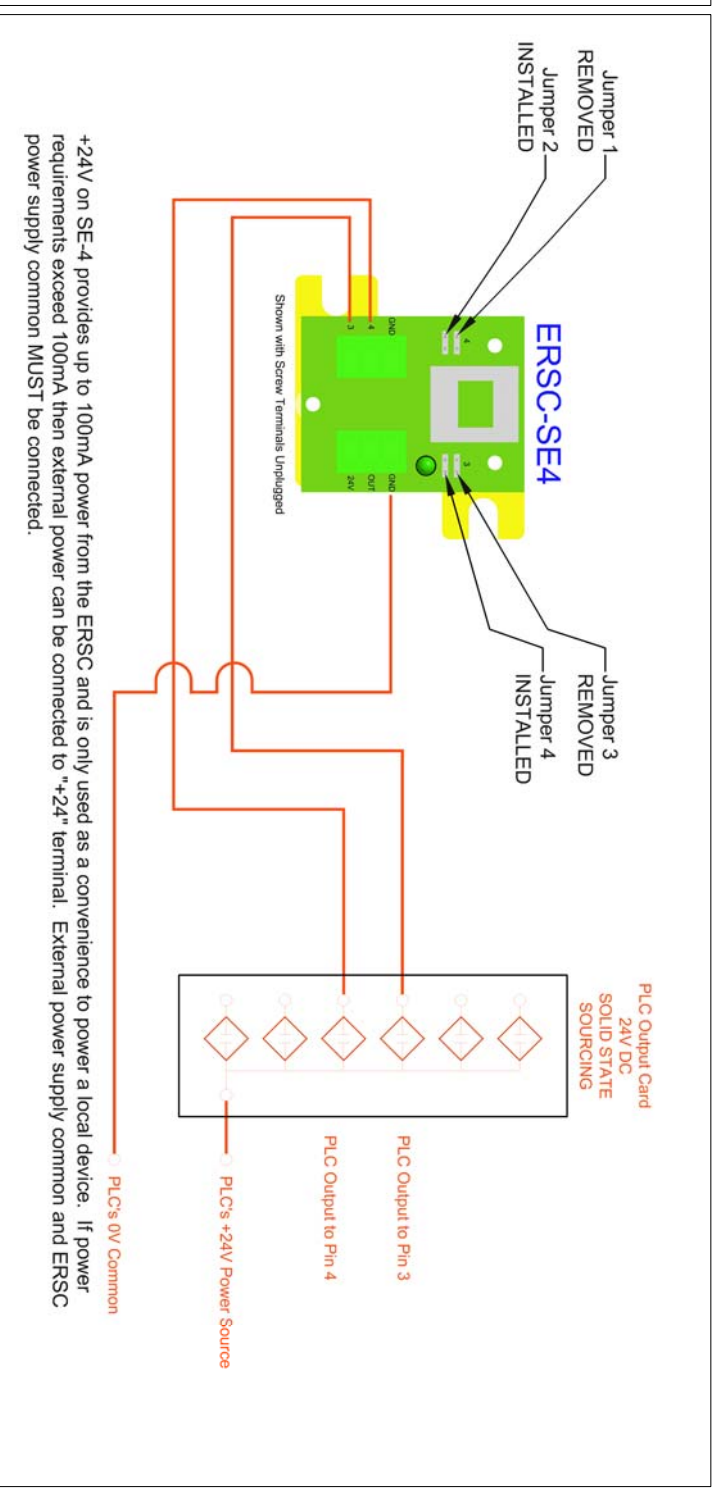 Jumper 1
REMOVED
Jumper 2
INSTALLED
ERSC-SE4
Jumper 3
REMOVED
Jumper 4
INSTALLED
4
3
GND
4
3
GND
OUT
24V
Shown with Screw Terminals Unplugged
PLC Output Card
24V DC
SOLID STATE
SOURCING
PLC Output to Pin 3
PLC Output to Pin 4
PLC's +24V Power Source
PLC's 0V Common
+24V on SE-4 provides up to 100mA power from the ERSC and is only used as a convenience to power a local device. If power
requirements exceed 100mA then external power can be connected to "+24" terminal. External power supply common and ERSC
power supply common MUST be connected.